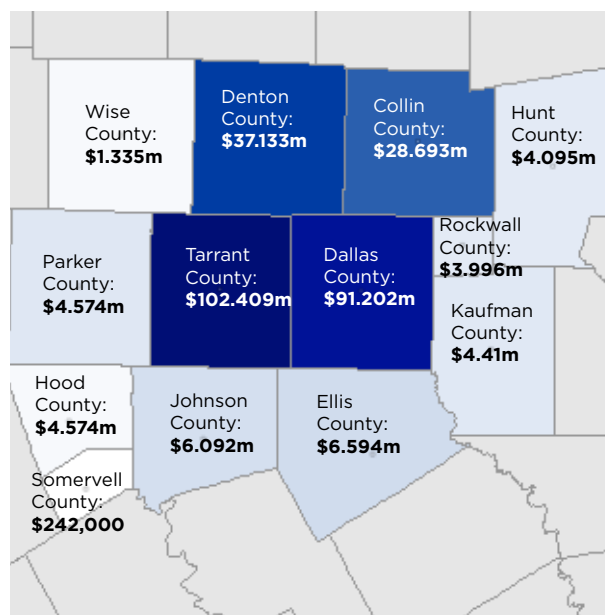 Wise
County:
$1.335m
Denton
County:
$37.133m
Collin
County:
$28.693m
Hunt
County:
$4.095m
Parker
County:
$4.574m
Tarrant
County:
$102.409m
Dallas
County:
$91.202m
Rockwall
County:
$3.996m
Kaufman
County:
$4.41m
Hood
County:
$4.574m
Johnson
County:
$6.092m
Ellis
County:
$6.594m
Somervell
County:
$242,000